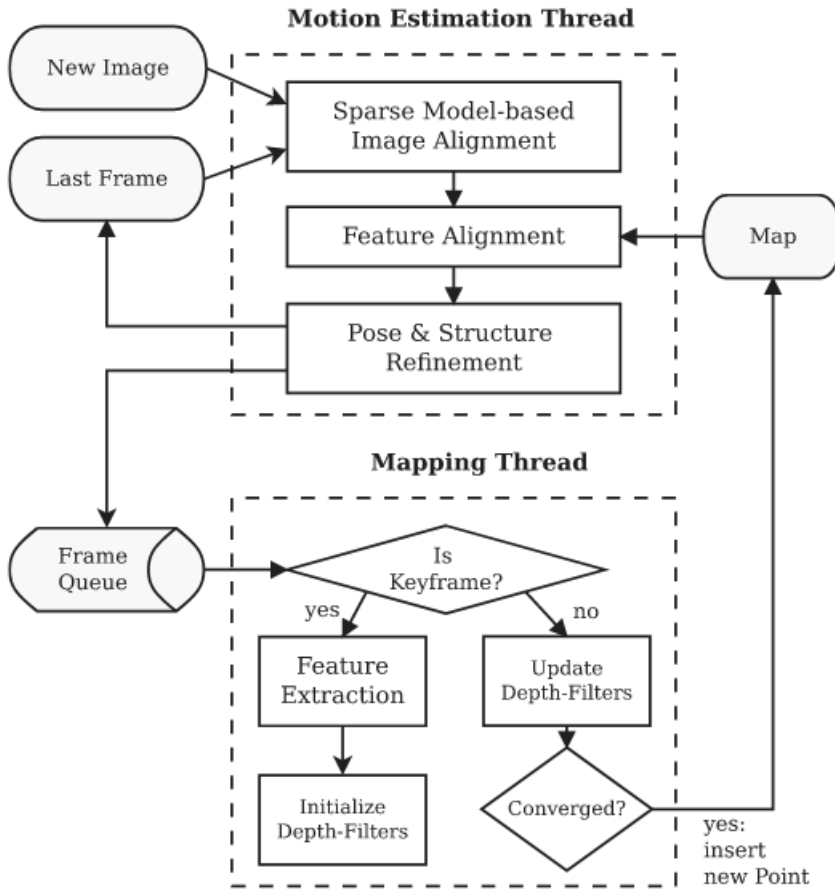 Motion Estimation Thread
New Image
Sparse Model-based
Image Alignment
Last Frame
Feature Alignment
Map
Pose & Structure
Refinement
Mapping Thread
Frame
Queue
Is
Keyframe?
yes
no
Feature
Extraction
Update
Depth-Filters
Initialize
Depth-Filters
Converged?
yes:
insert
new Point